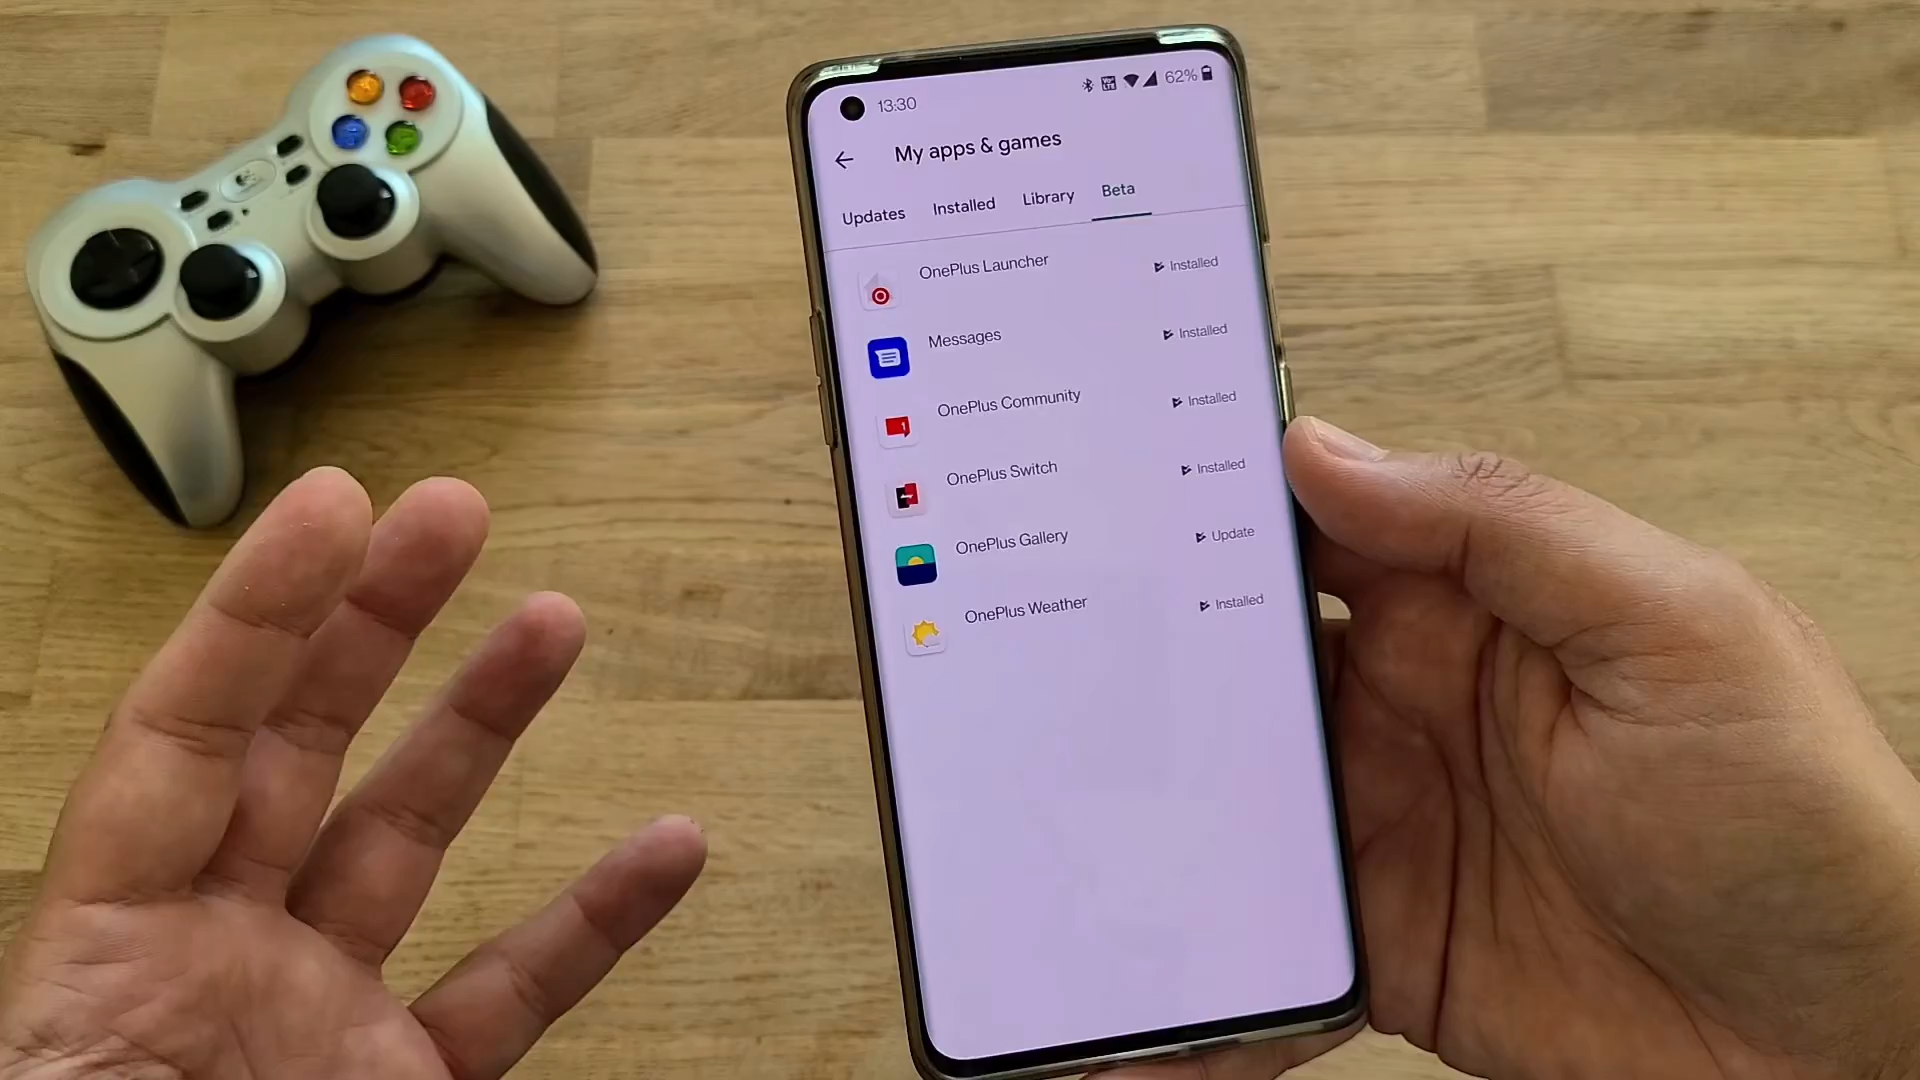 13:30 62%
My apps & games
Updates Installed Library Beta
OnePlus Launcher Installed
Messages Installed
OnePlus Community Installed
OnePlus Switch Installed
OnePlus Gallery Update
OnePlus Weather Installed